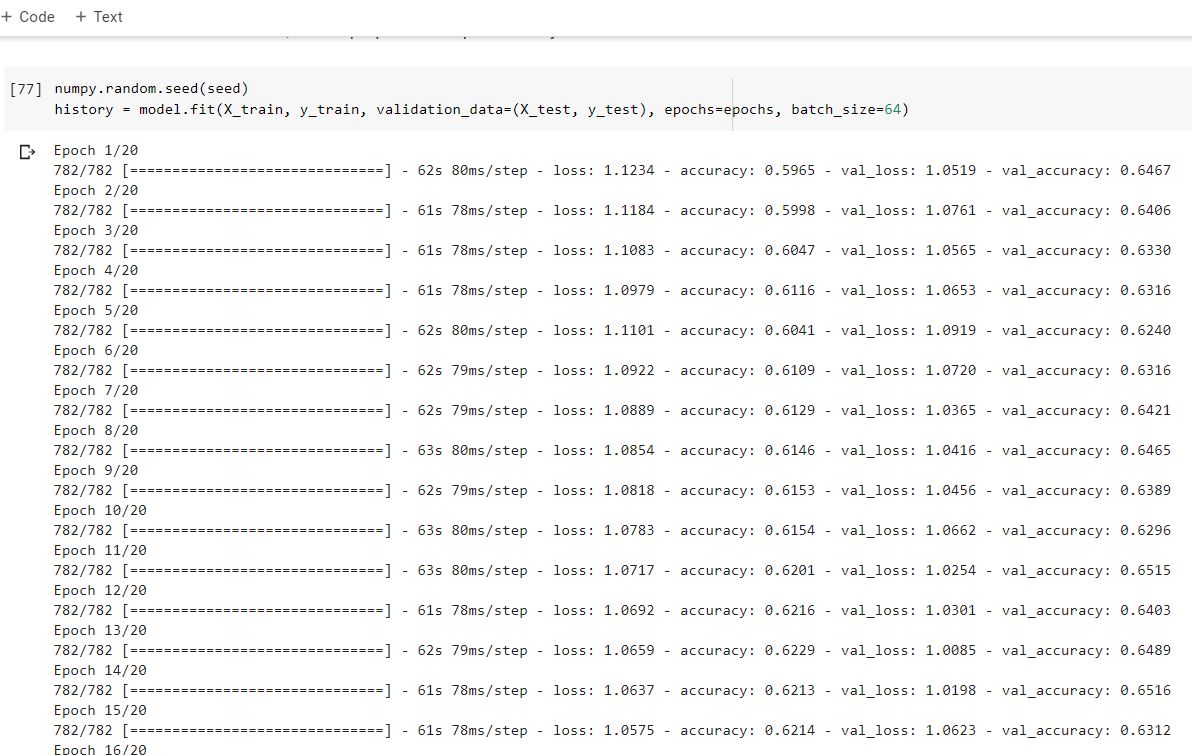 + Code + Text
[77] numpy.random.seed(seed)
history = model.fit(X_train, y_train, validation_data=(X_test, y_test), epochs=epochs, batch_size=64)
Epoch 1/20
782/782 [==============================] - 62s 80ms/step - loss: 1.1234 - accuracy: 0.5965 - val_loss: 1.0519 - val_accuracy: 0.6467
Epoch 2/20
782/782 [==============================] - 61s 78ms/step - loss: 1.1184 - accuracy: 0.5998 - val_loss: 1.0761 - val_accuracy: 0.6406
Epoch 3/20
782/782 [==============================] - 61s 78ms/step - loss: 1.1083 - accuracy: 0.6047 - val_loss: 1.0565 - val_accuracy: 0.6330
Epoch 4/20
782/782 [==============================] - 61s 78ms/step - loss: 1.0979 - accuracy: 0.6116 - val_loss: 1.0653 - val_accuracy: 0.6316
Epoch 5/20
782/782 [==============================] - 62s 80ms/step - loss: 1.1101 - accuracy: 0.6041 - val_loss: 1.0919 - val_accuracy: 0.6240
Epoch 6/20
782/782 [==============================] - 62s 79ms/step - loss: 1.0922 - accuracy: 0.6109 - val_loss: 1.0720 - val_accuracy: 0.6316
Epoch 7/20
782/782 [==============================] - 62s 79ms/step - loss: 1.0889 - accuracy: 0.6129 - val_loss: 1.0365 - val_accuracy: 0.6421
Epoch 8/20
782/782 [==============================] - 63s 80ms/step - loss: 1.0854 - accuracy: 0.6146 - val_loss: 1.0416 - val_accuracy: 0.6465
Epoch 9/20
782/782 [==============================] - 62s 79ms/step - loss: 1.0818 - accuracy: 0.6153 - val_loss: 1.0456 - val_accuracy: 0.6389
Epoch 10/20
782/782 [==============================] - 63s 80ms/step - loss: 1.0783 - accuracy: 0.6154 - val_loss: 1.0662 - val_accuracy: 0.6296
Epoch 11/20
782/782 [==============================] - 63s 80ms/step - loss: 1.0717 - accuracy: 0.6201 - val_loss: 1.0254 - val_accuracy: 0.6515
Epoch 12/20
782/782 [==============================] - 61s 78ms/step - loss: 1.0692 - accuracy: 0.6216 - val_loss: 1.0301 - val_accuracy: 0.6403
Epoch 13/20
782/782 [==============================] - 62s 79ms/step - loss: 1.0659 - accuracy: 0.6229 - val_loss: 1.0085 - val_accuracy: 0.6489
Epoch 14/20
782/782 [==============================] - 61s 78ms/step - loss: 1.0637 - accuracy: 0.6213 - val_loss: 1.0198 - val_accuracy: 0.6516
Epoch 15/20
782/782 [==============================] - 61s 78ms/step - loss: 1.0575 - accuracy: 0.6214 - val_loss: 1.0623 - val_accuracy: 0.6312
Epoch 16/20